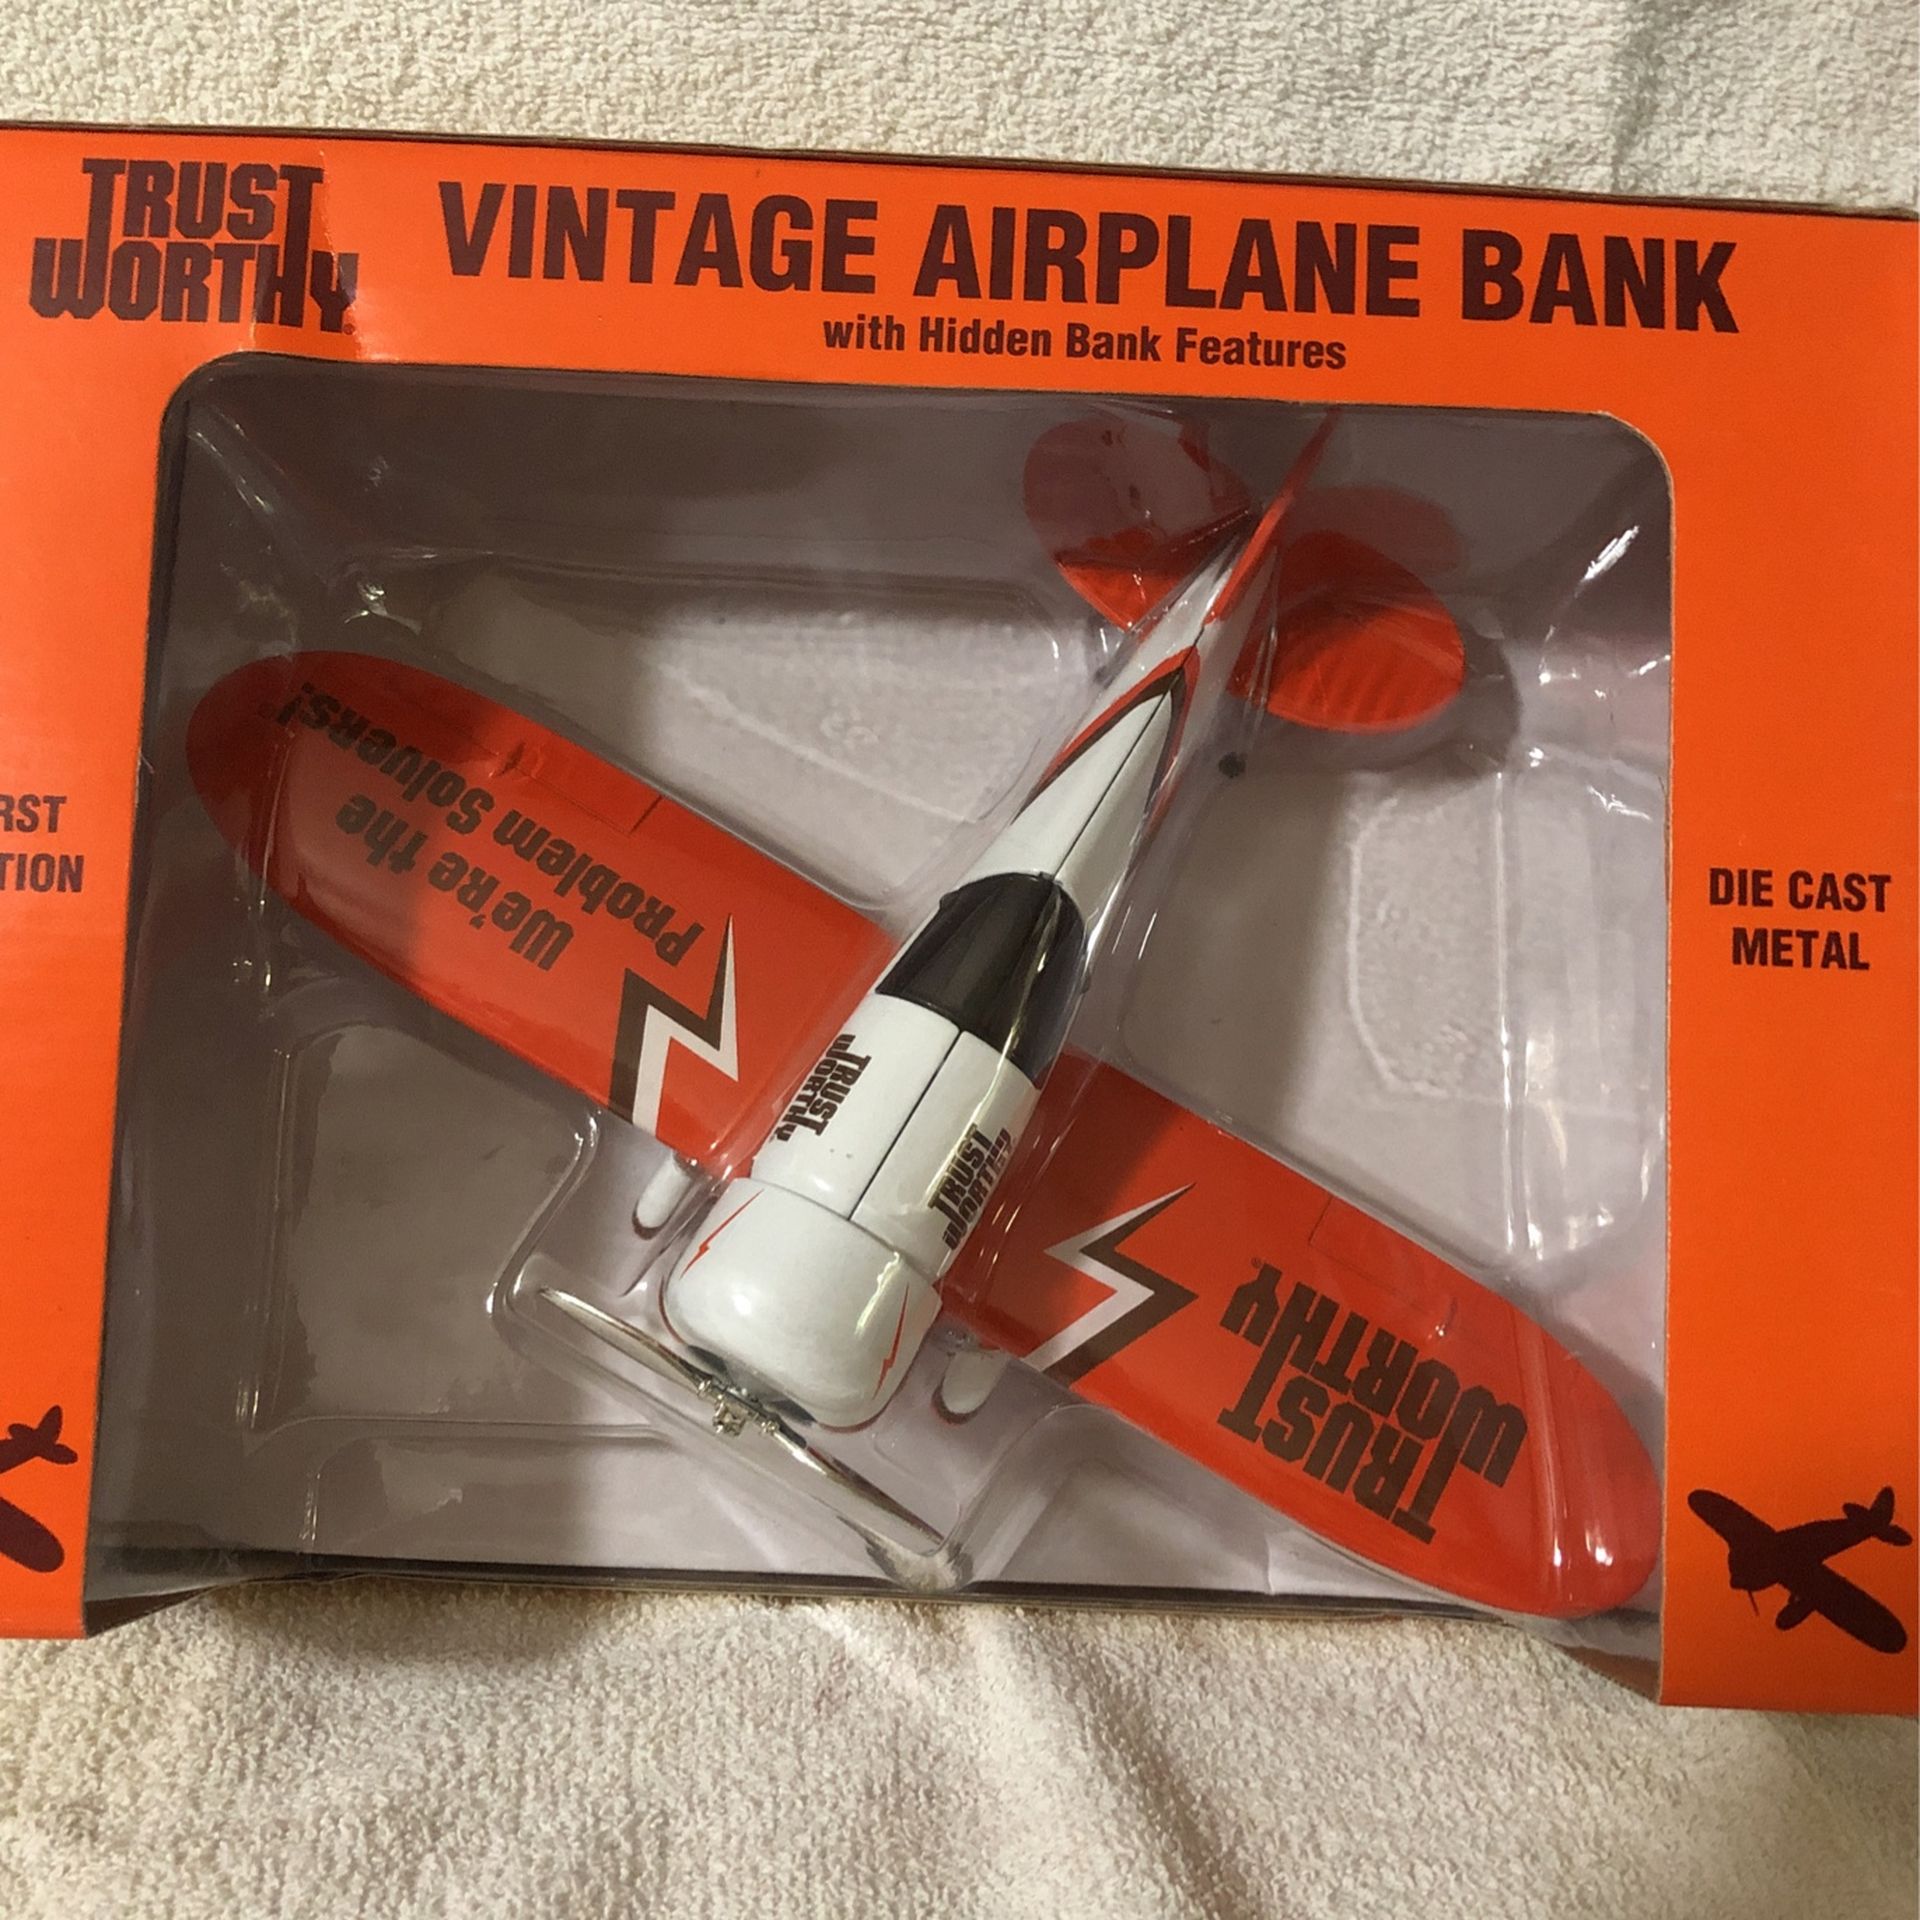 TRUST
WORTHY®
VINTAGE AIRPLANE BANK
with Hidden Bank Features
RST
TION
DIE CAST
METAL
We're the
Problem Solvers!®
TRUST
WORTHY
TRUST
WORTHY
TRUST
WORTHY®